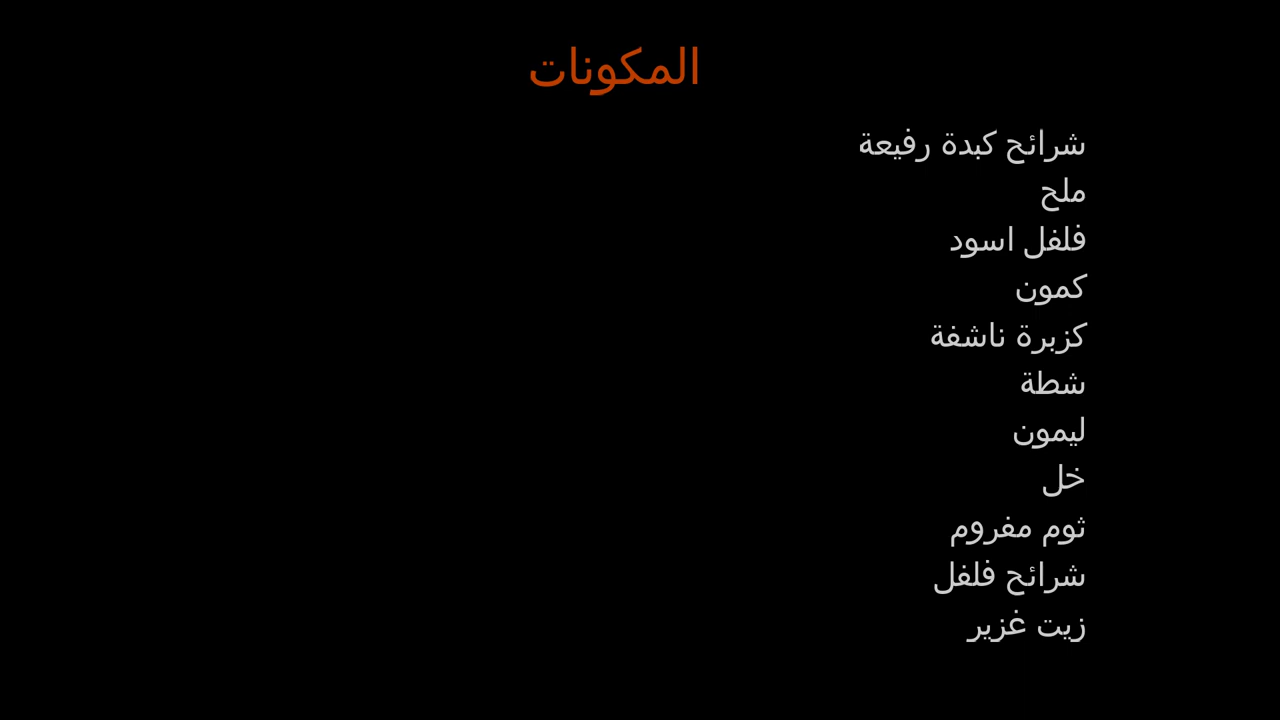 المكونات
شرائح كبدة رفيعة
ملح
فلفل اسود
كمون
كزبرة ناشفة
شطة
ليمون
خل
ثوم مفروم
شرائح فلفل
زيت غزير